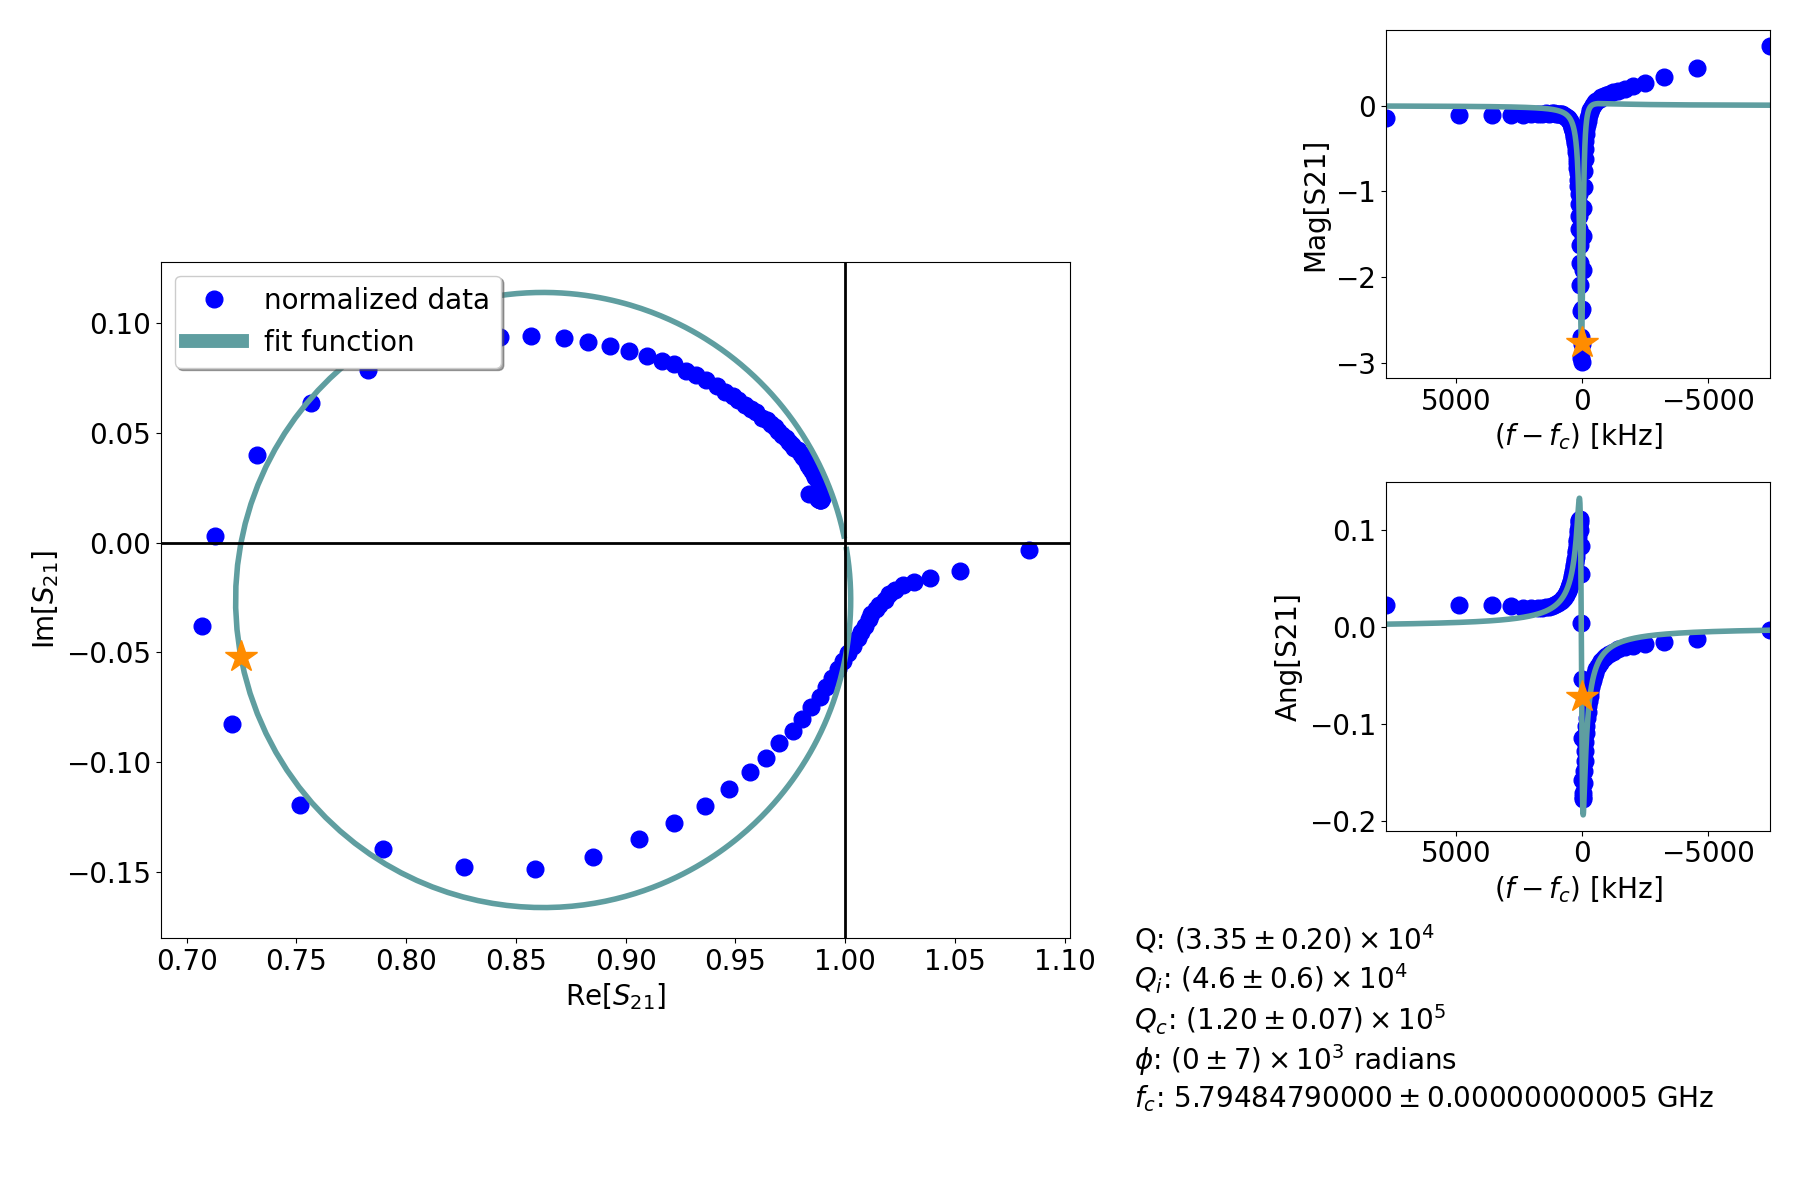 normalized data
fit function
0.10
0.05
0.00
−0.05
−0.10
−0.15
Im[S21]
0.70 0.75 0.80 0.85 0.90 0.95 1.00 1.05 1.10
Re[S21]
0
−1
−2
−3
Mag[S21]
5000 0 −5000
(f − fc) [kHz]
0.1
0.0
−0.1
−0.2
Ang[S21]
5000 0 −5000
(f − fc) [kHz]
Q: (3.35 ± 0.20) × 10^4
Qi: (4.6 ± 0.6) × 10^4
Qc: (1.20 ± 0.07) × 10^5
ϕ: (0 ± 7) × 10^3 radians
fc: 5.79484790000 ± 0.00000000005 GHz